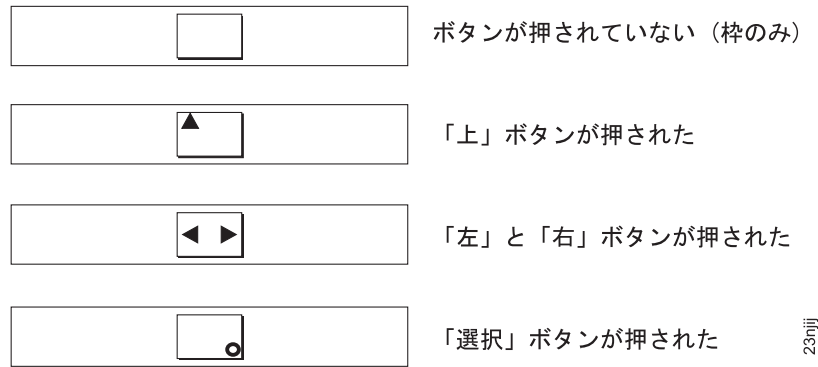 ボタンが押されていない（枠のみ）
「上」ボタンが押された
「左」と「右」ボタンが押された
「選択」ボタンが押された
23njij